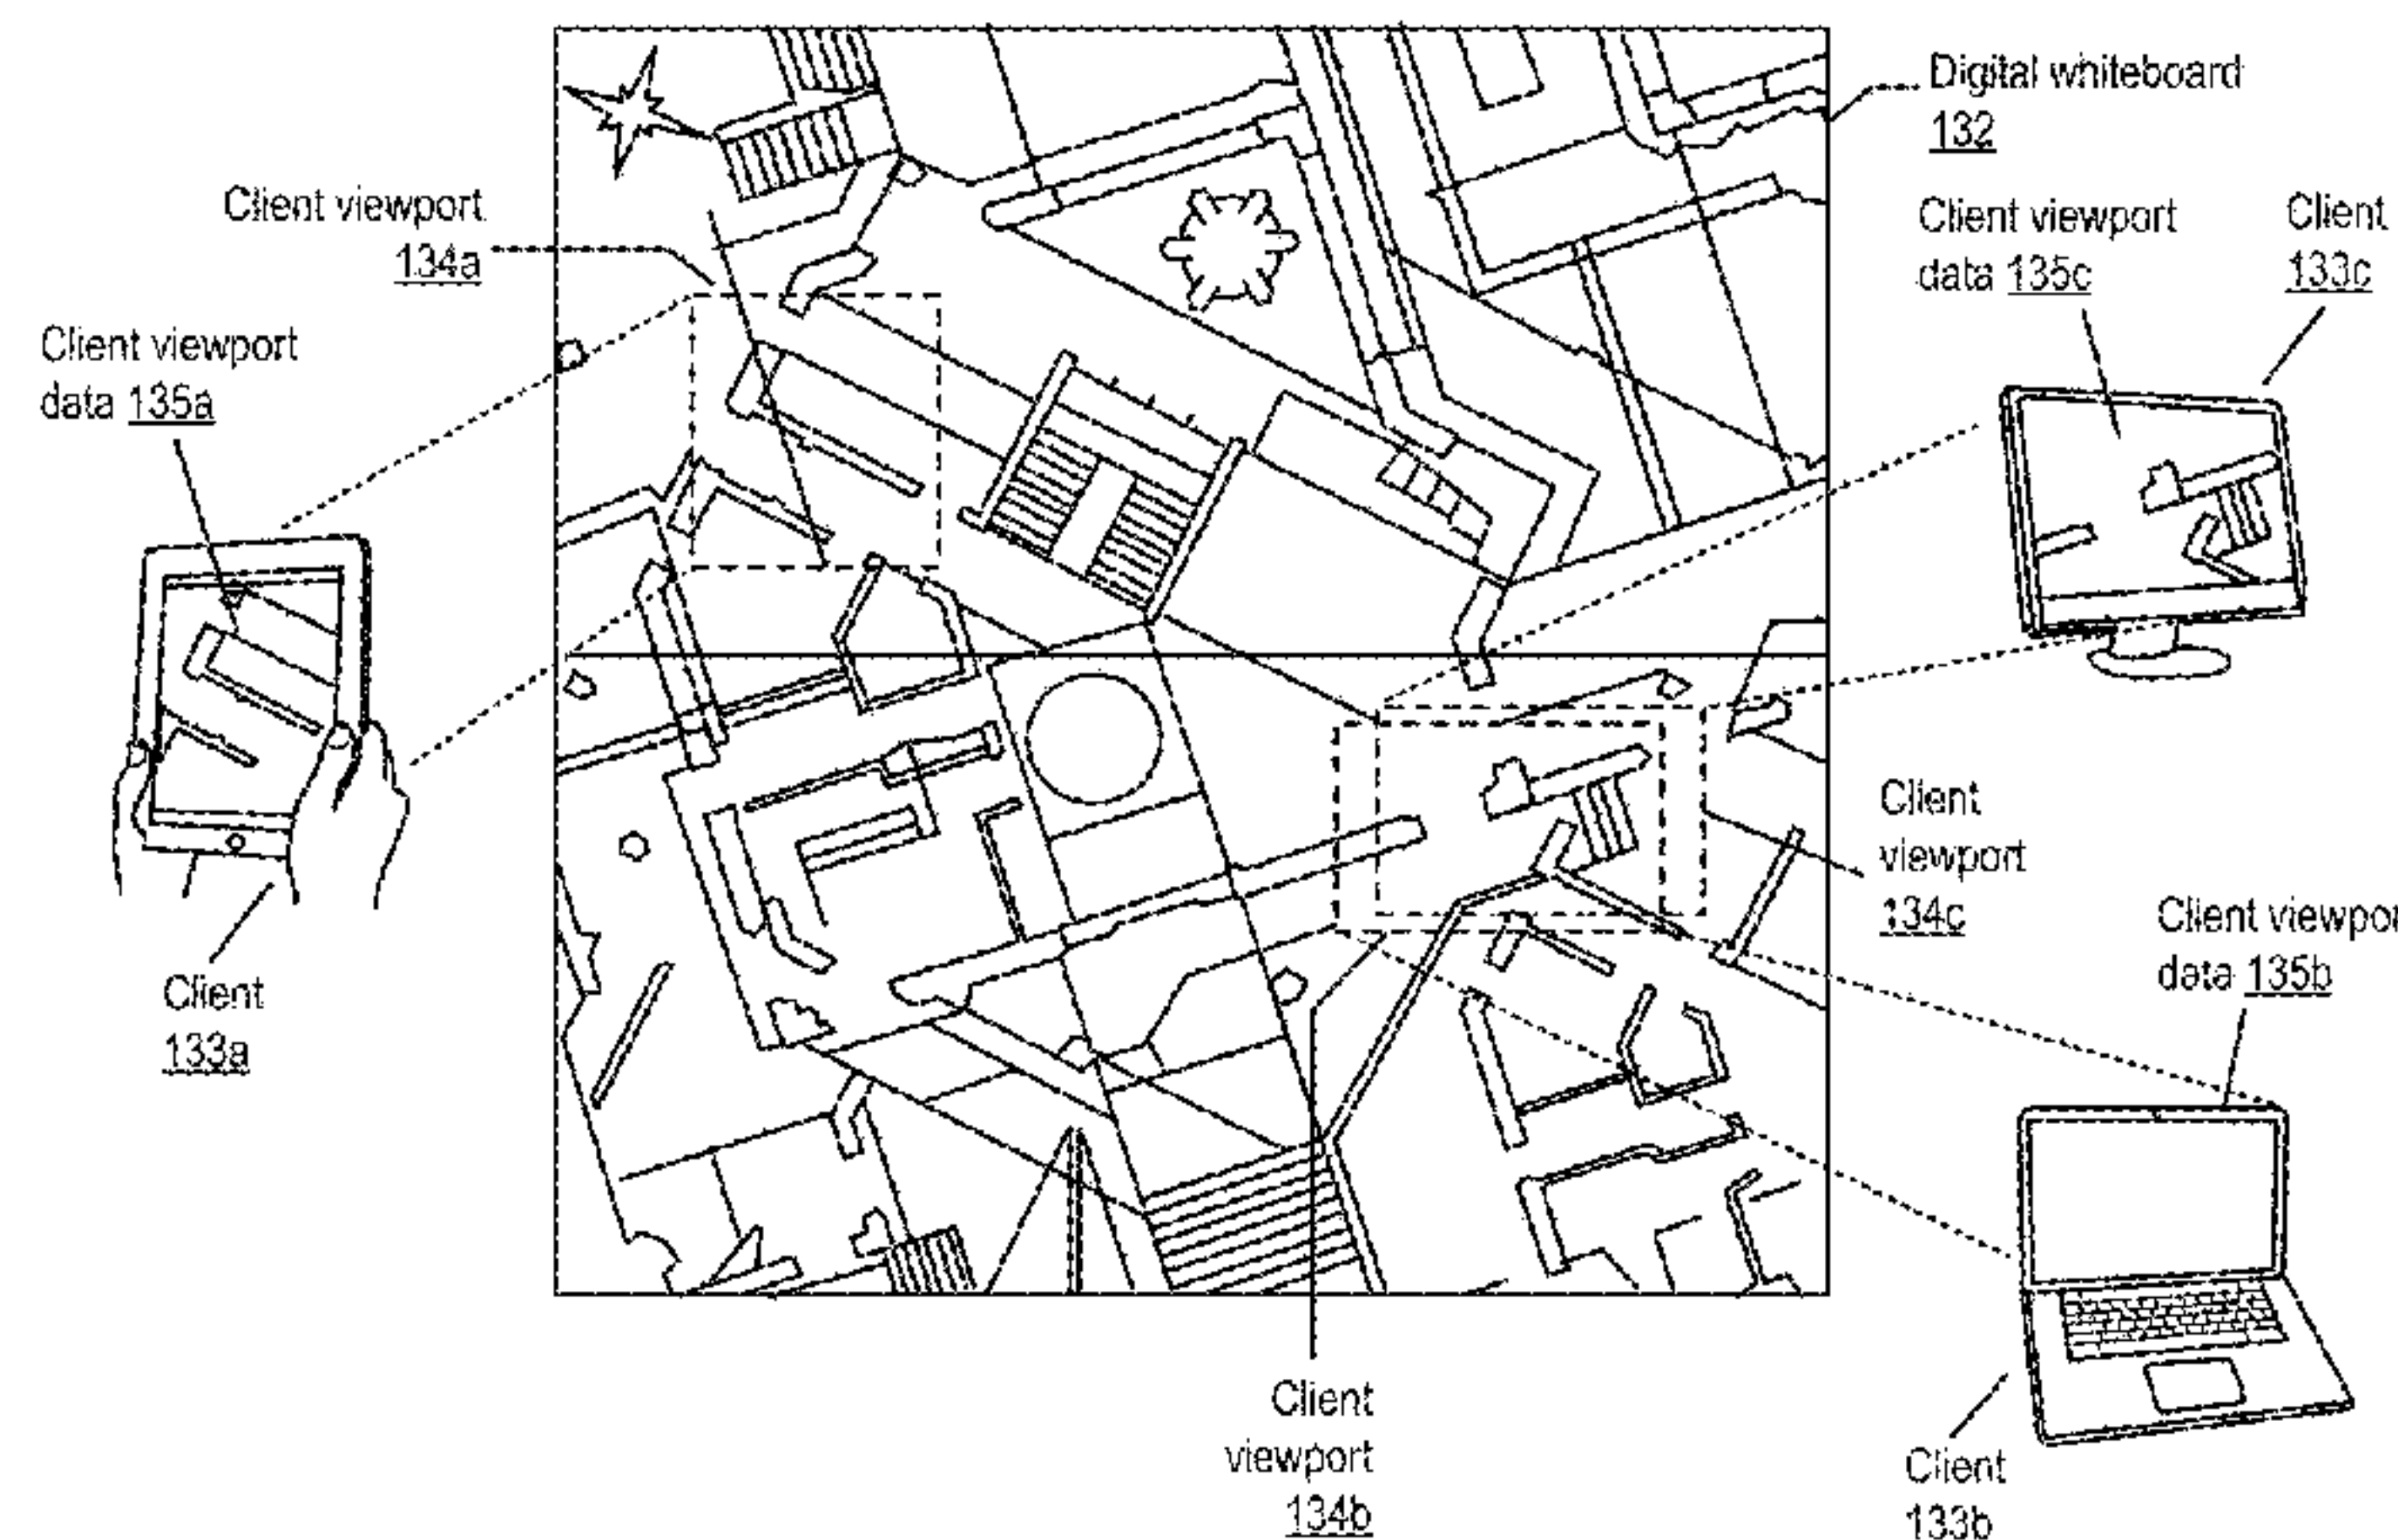 Digital whiteboard
132
Client viewport
134a
Client viewport
data 135a
Client viewport
data 135c
Client
133c
Client
viewport
134c
Client viewpor
data 135b
Client
133a
Client
viewport
134b
Client
133b